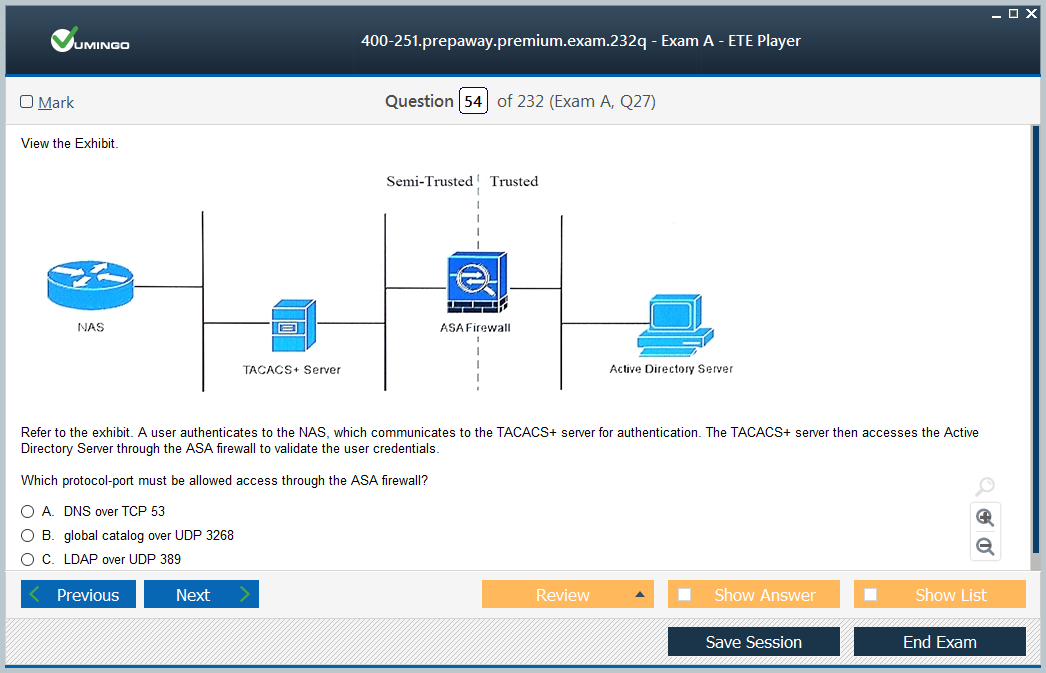 VUMINGO
400-251.prepaway.premium.exam.232q - Exam A - ETE Player
Mark
Question 54 of 232 (Exam A, Q27)
View the Exhibit.
Semi-Trusted Trusted
NAS
TACACS+ Server
ASA Firewall
Active Directory Server
Refer to the exhibit. A user authenticates to the NAS, which communicates to the TACACS+ server for authentication. The TACACS+ server then accesses the Active
Directory Server through the ASA firewall to validate the user credentials.
Which protocol-port must be allowed access through the ASA firewall?
A. DNS over TCP 53
B. global catalog over UDP 3268
C. LDAP over UDP 389
Previous
Next
Review
Show Answer
Show List
Save Session
End Exam